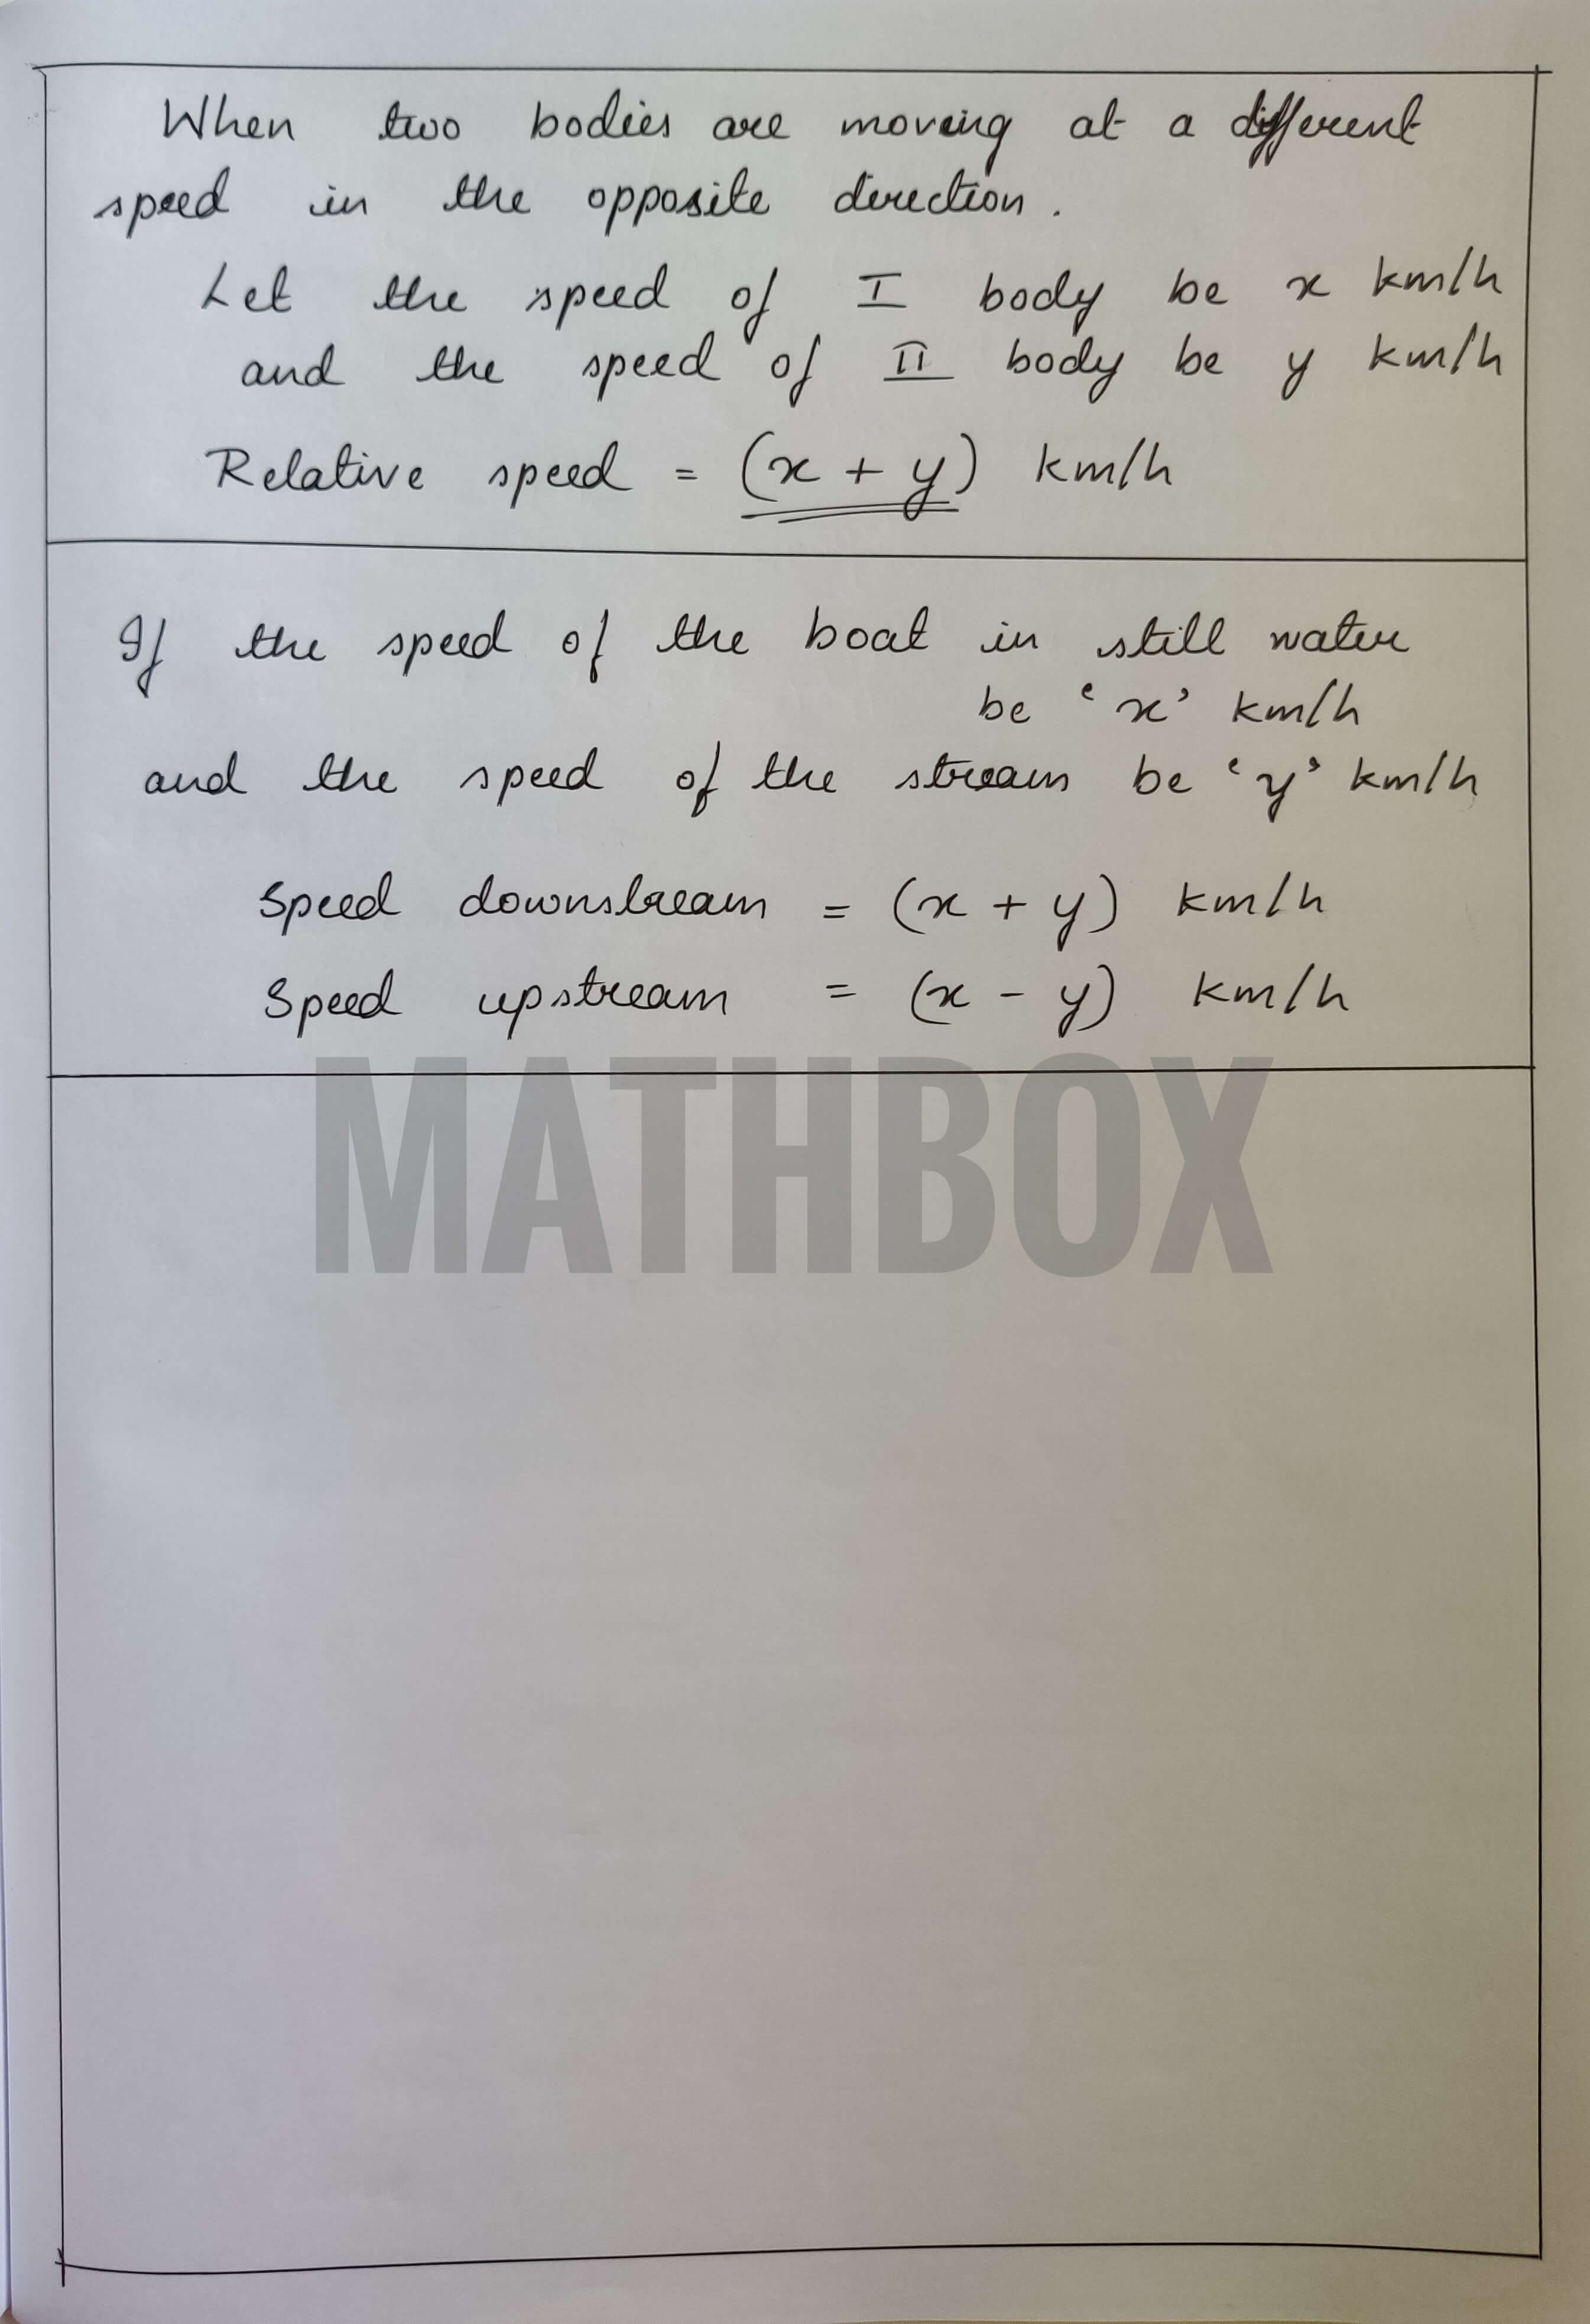 When two bodies are moving at a different
speed in the opposite direction.
Let the speed of I body be x km/h
and the speed of II body be y km/h
Relative speed = (x + y) km/h
If the speed of the boat in still water
be 'x' km/h
and the speed of the stream be 'y' km/h
Speed downstream = (x + y) km/h
Speed upstream = (x - y) km/h
MATHBOX